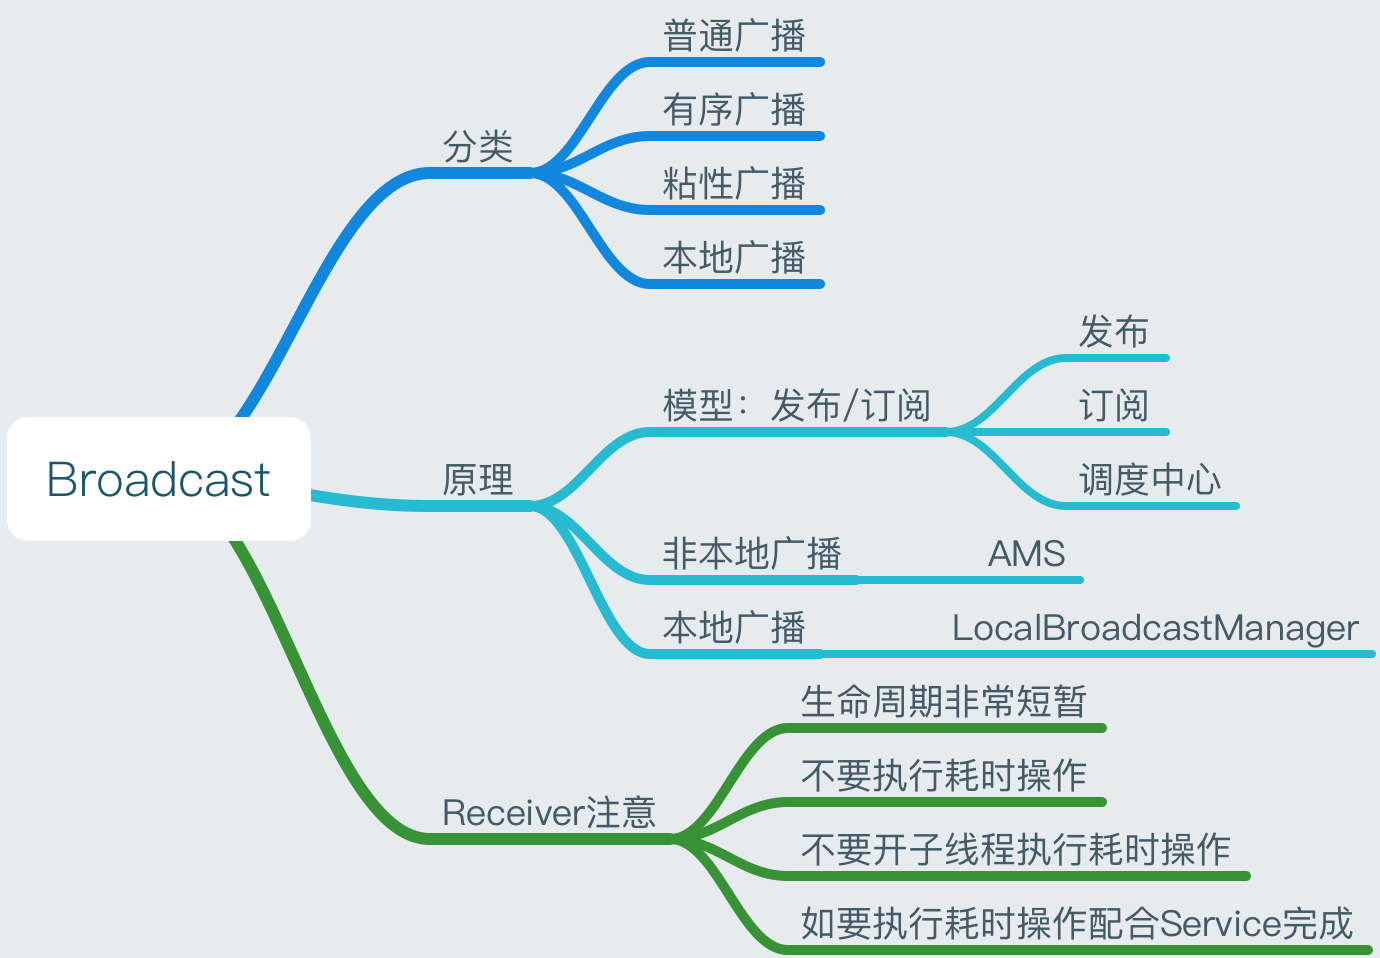 普通广播
有序广播
分类
粘性广播
本地广播
发布
模型：发布/订阅
订阅
Broadcast
原理
调度中心
非本地广播
AMS
本地广播
LocalBroadcastManager
生命周期非常短暂
不要执行耗时操作
Receiver注意
不要开子线程执行耗时操作
如要执行耗时操作配合Service完成